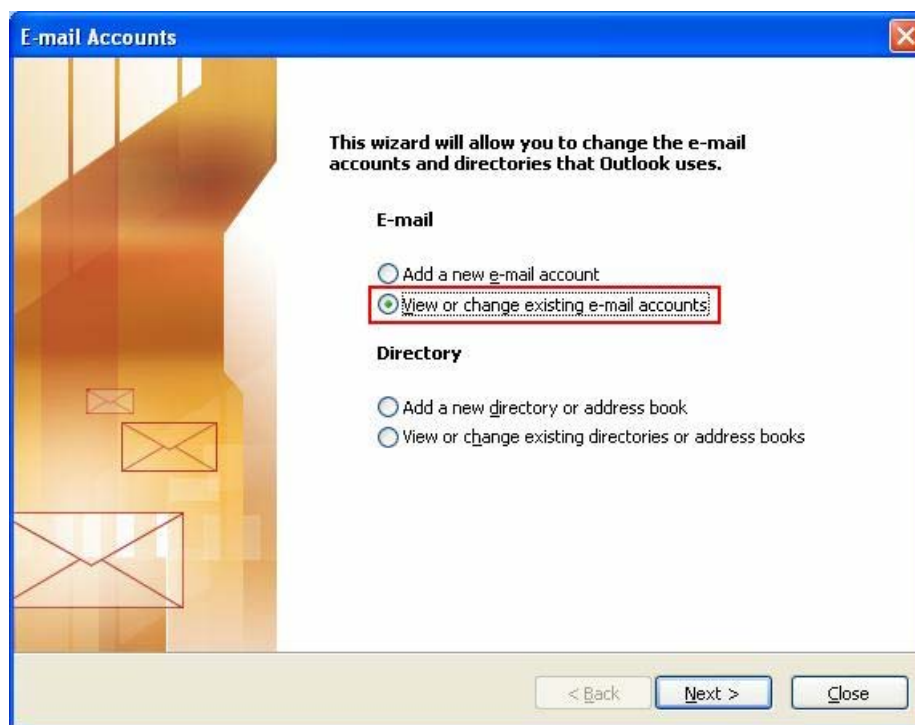 E-mail Accounts
This wizard will allow you to change the e-mail
accounts and directories that Outlook uses.
E-mail
Add a new e-mail account
View or change existing e-mail accounts
Directory
Add a new directory or address book
View or change existing directories or address books
< Back
Next >
Close